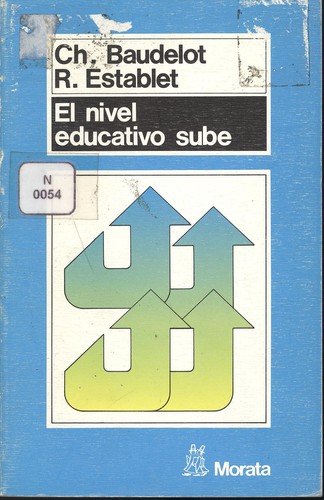 Ch. Baudelot
R. Establet
El nivel
educativo sube
N
0054
Morata